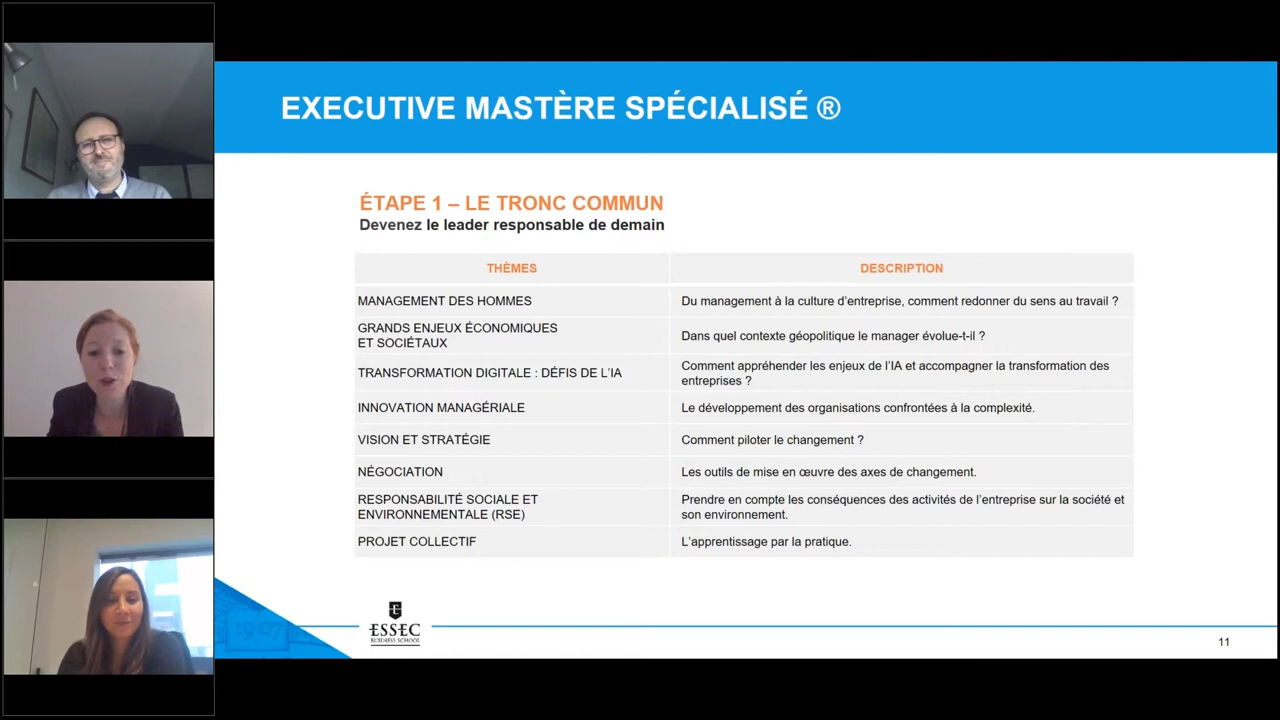 EXECUTIVE MASTÈRE SPÉCIALISÉ ®
ÉTAPE 1 – LE TRONC COMMUN
Devenez le leader responsable de demain
THÈMES
DESCRIPTION
MANAGEMENT DES HOMMES
Du management à la culture d’entreprise, comment redonner du sens au travail ?
GRANDS ENJEUX ÉCONOMIQUES
ET SOCIÉTAUX
Dans quel contexte géopolitique le manager évolue-t-il ?
TRANSFORMATION DIGITALE : DÉFIS DE L’IA
Comment appréhender les enjeux de l’IA et accompagner la transformation des
entreprises ?
INNOVATION MANAGÉRIALE
Le développement des organisations confrontées à la complexité.
VISION ET STRATÉGIE
Comment piloter le changement ?
NÉGOCIATION
Les outils de mise en œuvre des axes de changement.
RESPONSABILITÉ SOCIALE ET
ENVIRONNEMENTALE (RSE)
Prendre en compte les conséquences des activités de l’entreprise sur la société et
son environnement.
PROJET COLLECTIF
L’apprentissage par la pratique.
1907
ESSEC
BUSINESS SCHOOL
11